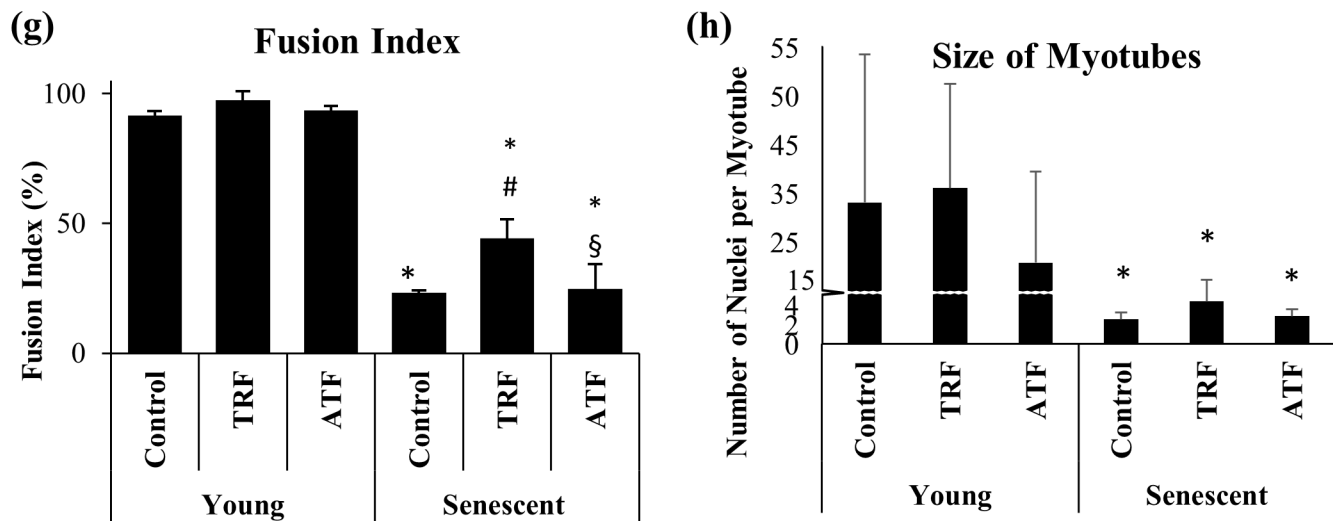 (g)
Fusion Index
Fusion Index (%)
100
50
0
*
*
#
*
§
Control
TRF
ATF
Control
TRF
ATF
Young
Senescent
(h)
Size of Myotubes
Number of Nuclei per Myotube
55
50
45
35
25
15
4
2
0
*
*
*
Control
TRF
ATF
Control
TRF
ATF
Young
Senescent